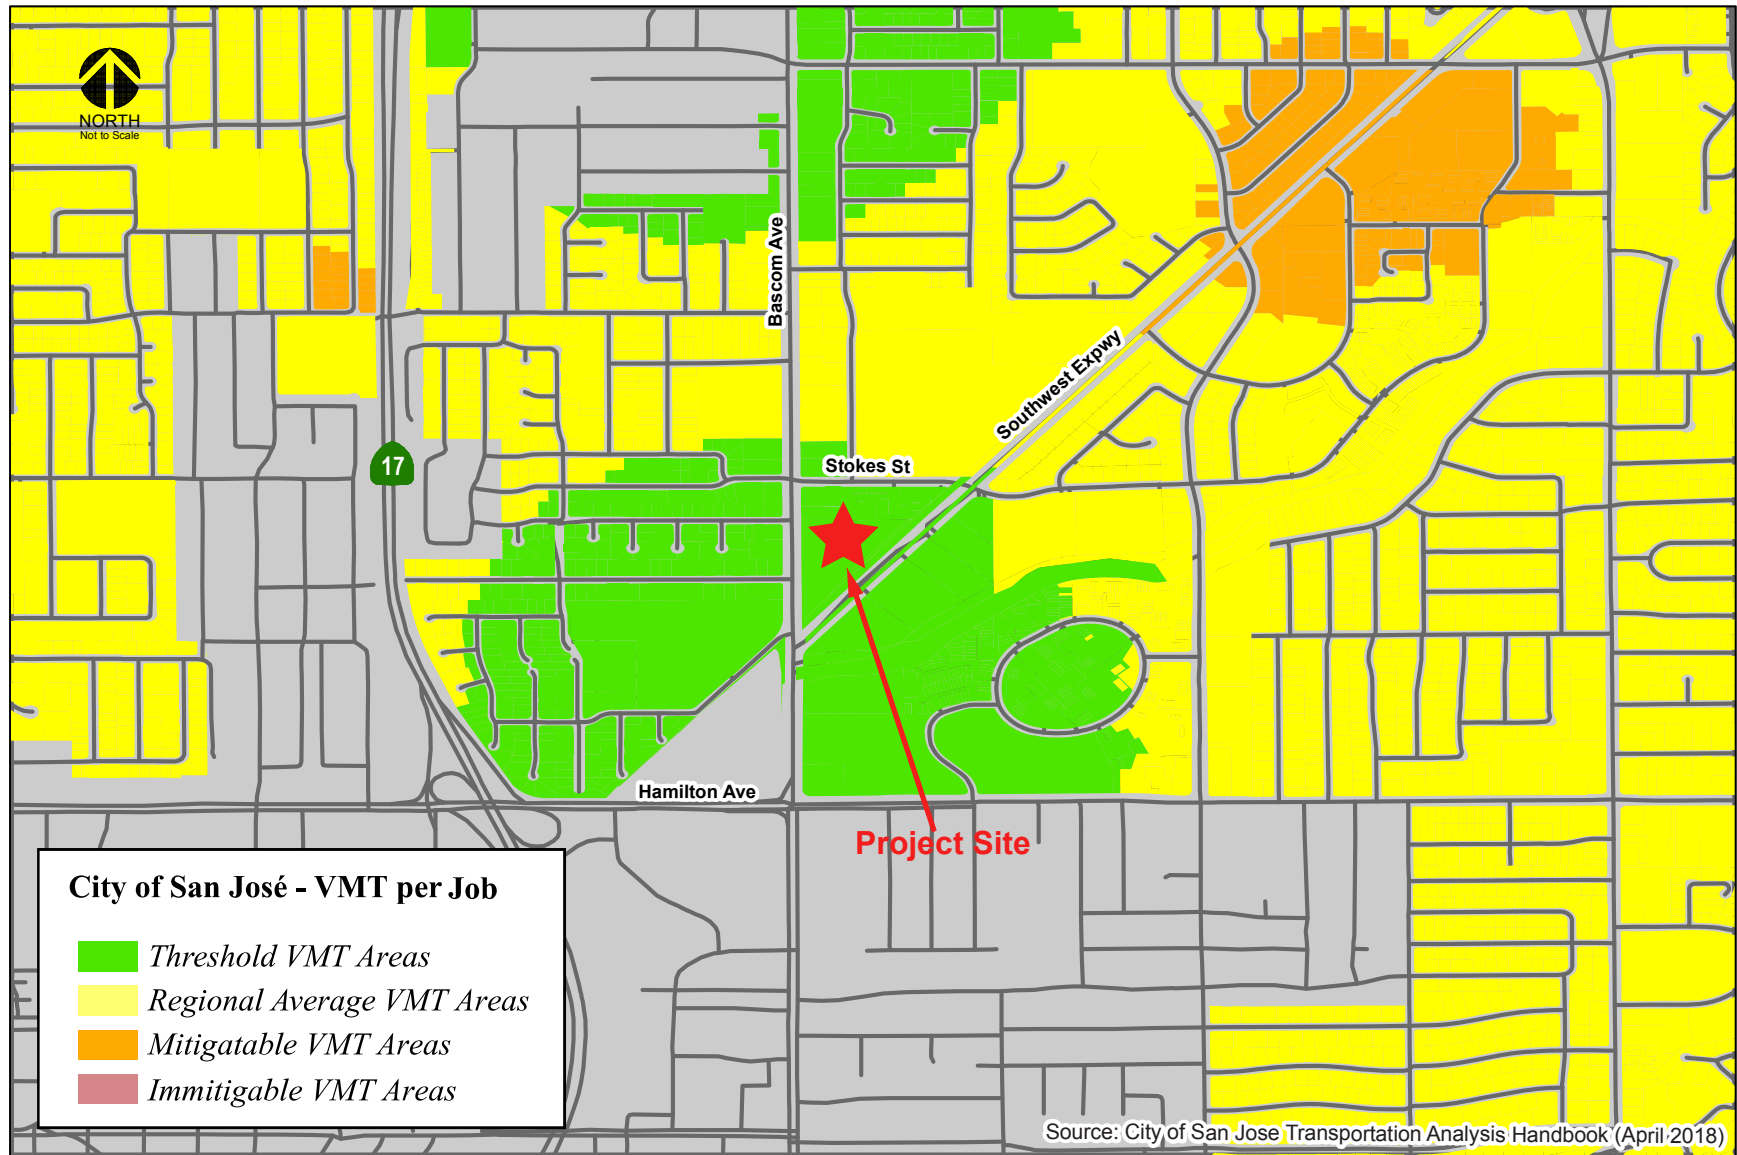 NORTH
Not to Scale
Bascom Ave
Southwest Expwy
Stokes St
17
Hamilton Ave
Project Site
City of San José - VMT per Job
Threshold VMT Areas
Regional Average VMT Areas
Mitigatable VMT Areas
Immitigable VMT Areas
Source: City of San Jose Transportation Analysis Handbook (April 2018)